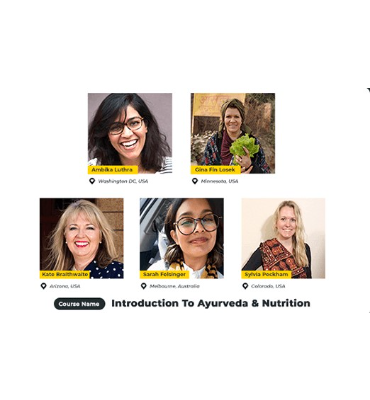 Ambika Luthra
Washington DC, USA
Gina Fin Losek
Minnesota, USA
Kate Braithwaite
Arizona, USA
Sarah Felsinger
Melbourne, Australia
Sylvia Peckham
Colorado, USA
Course Name
Introduction To Ayurveda & Nutrition